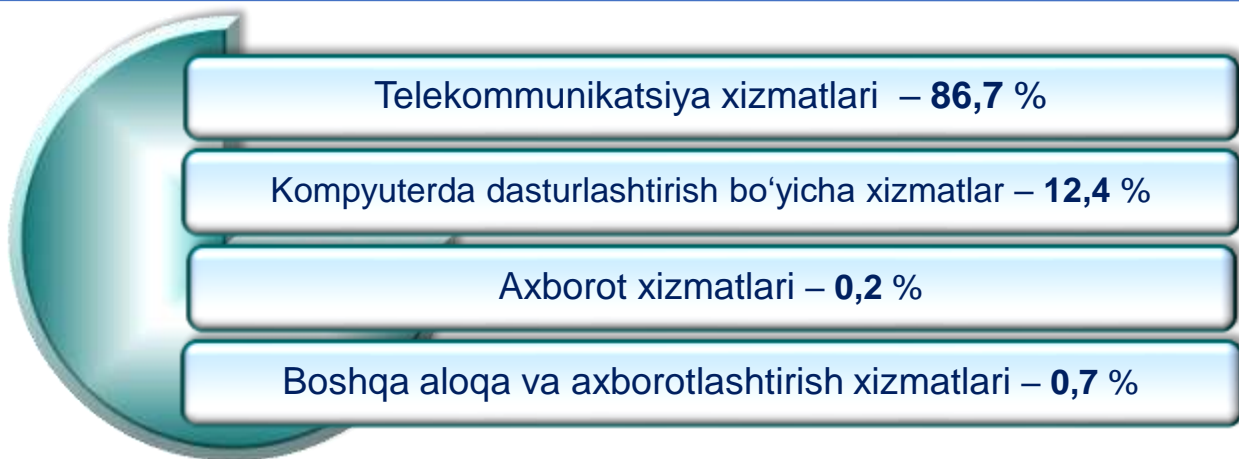 Telekommunikatsiya xizmatlari – 86,7 %
Kompyuterda dasturlashtirish bo‘yicha xizmatlar – 12,4 %
Axborot xizmatlari – 0,2 %
Boshqa aloqa va axborotlashtirish xizmatlari – 0,7 %